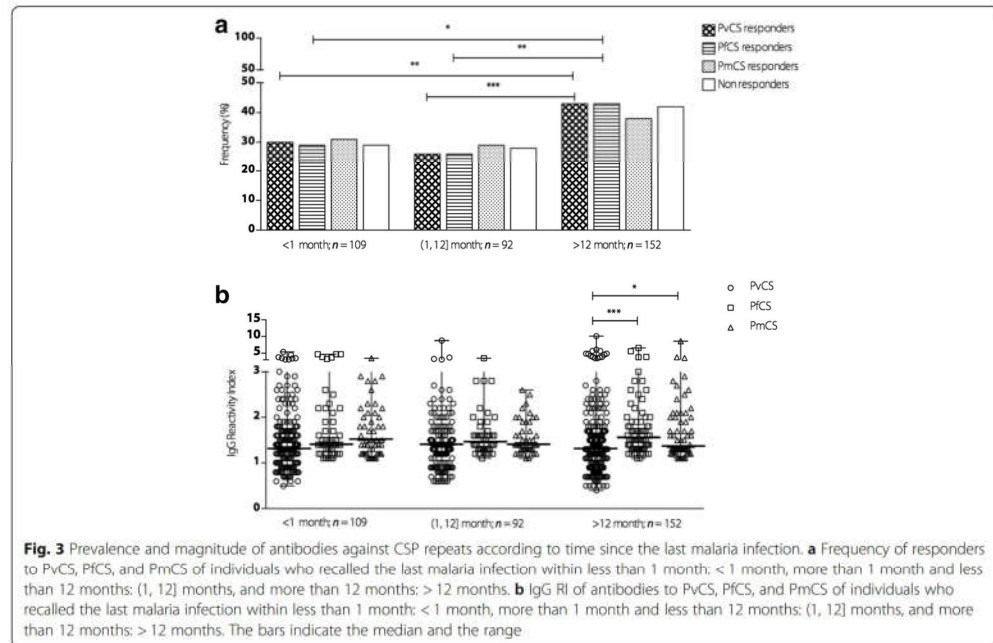 a
*
**
**
***
100
50
40
30
20
10
0
Frequency (%)
PvCS responders
PfCS responders
PmCS responders
Non responders
<1 month; n = 109
(1, 12] month; n = 92
>12 month; n = 152
b
*
***
PvCS
PfCS
PmCS
15
10
5
3
2
1
0
IgG Reactivity Index
<1 month; n = 109
(1, 12] month; n = 92
>12 month; n = 152
Fig. 3 Prevalence and magnitude of antibodies against CSP repeats according to time since the last malaria infection. a Frequency of responders
to PvCS, PfCS, and PmCS of individuals who recalled the last malaria infection within less than 1 month: < 1 month, more than 1 month and less
than 12 months: (1, 12] months, and more than 12 months: > 12 months. b IgG RI of antibodies to PvCS, PfCS, and PmCS of individuals who
recalled the last malaria infection within less than 1 month: < 1 month, more than 1 month and less than 12 months: (1, 12] months, and more
than 12 months: > 12 months. The bars indicate the median and the range